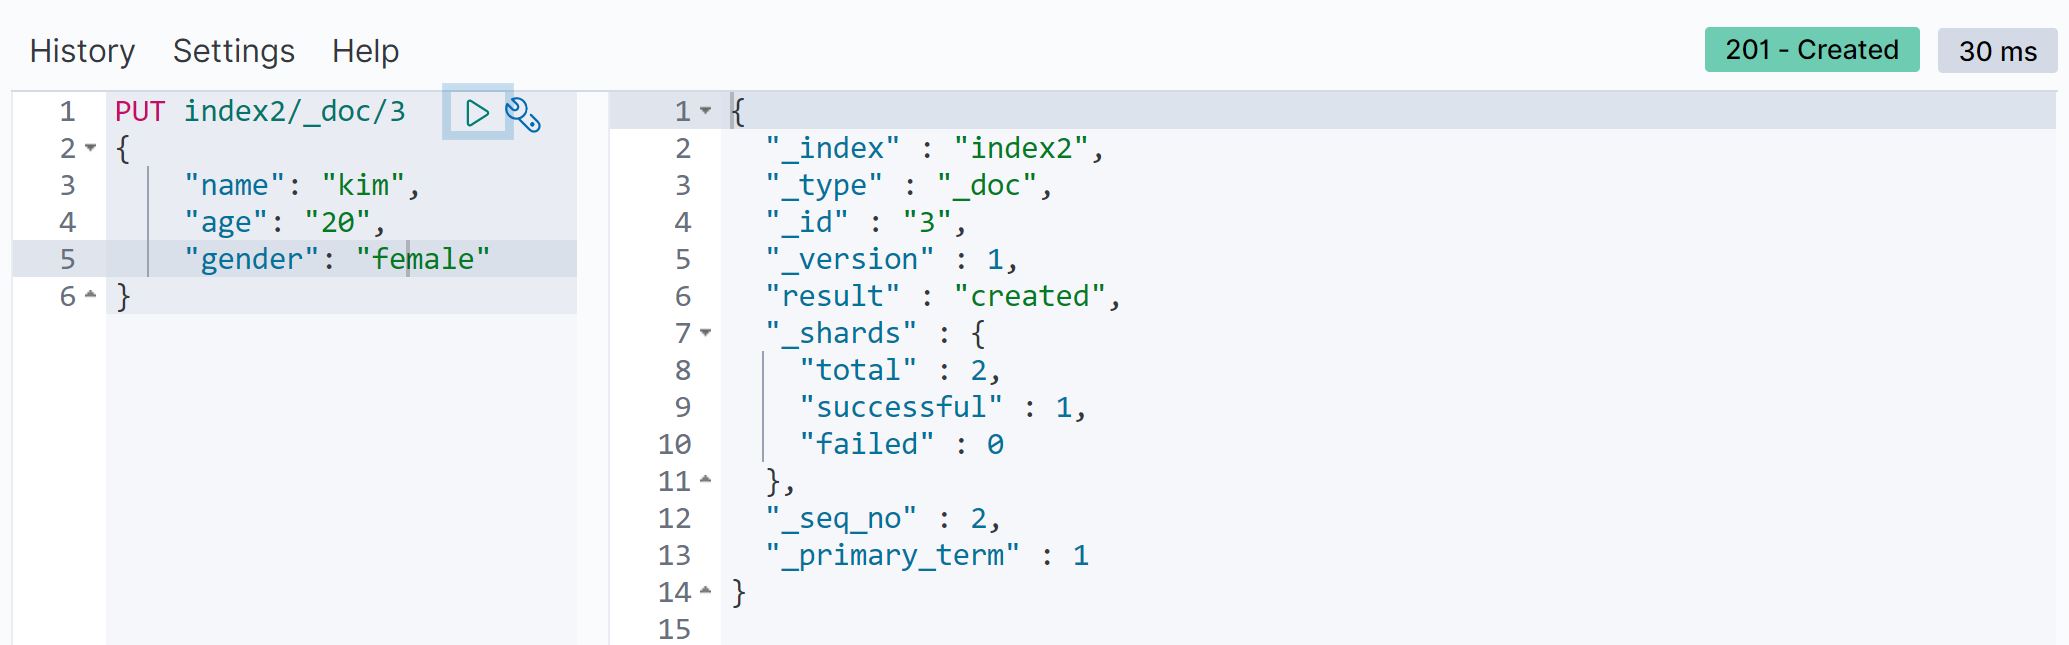 History Settings Help
201 - Created 30 ms
1 PUT index2/_doc/3
2 {
3 "name": "kim",
4 "age": "20",
5 "gender": "female"
6 }
1 {
2 "_index" : "index2",
3 "_type" : "_doc",
4 "_id" : "3",
5 "_version" : 1,
6 "result" : "created",
7 "_shards" : {
8 "total" : 2,
9 "successful" : 1,
10 "failed" : 0
11 },
12 "_seq_no" : 2,
13 "_primary_term" : 1
14 }
15